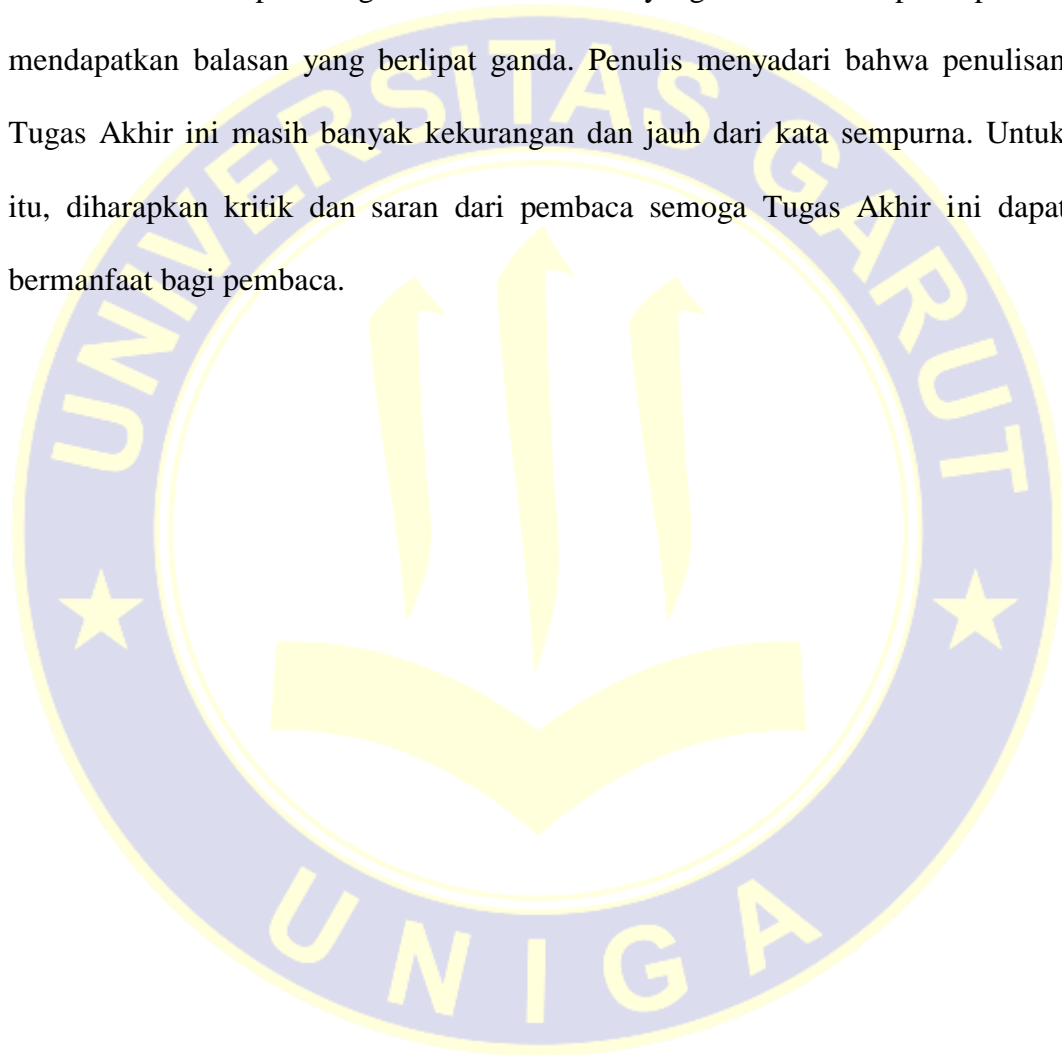 mendapatkan balasan yang berlipat ganda. Penulis menyadari bahwa penulisan
Tugas Akhir ini masih banyak kekurangan dan jauh dari kata sempurna. Untuk
itu, diharapkan kritik dan saran dari pembaca semoga Tugas Akhir ini dapat
bermanfaat bagi pembaca.
UNIVERSITAS GARUT
UNIGA